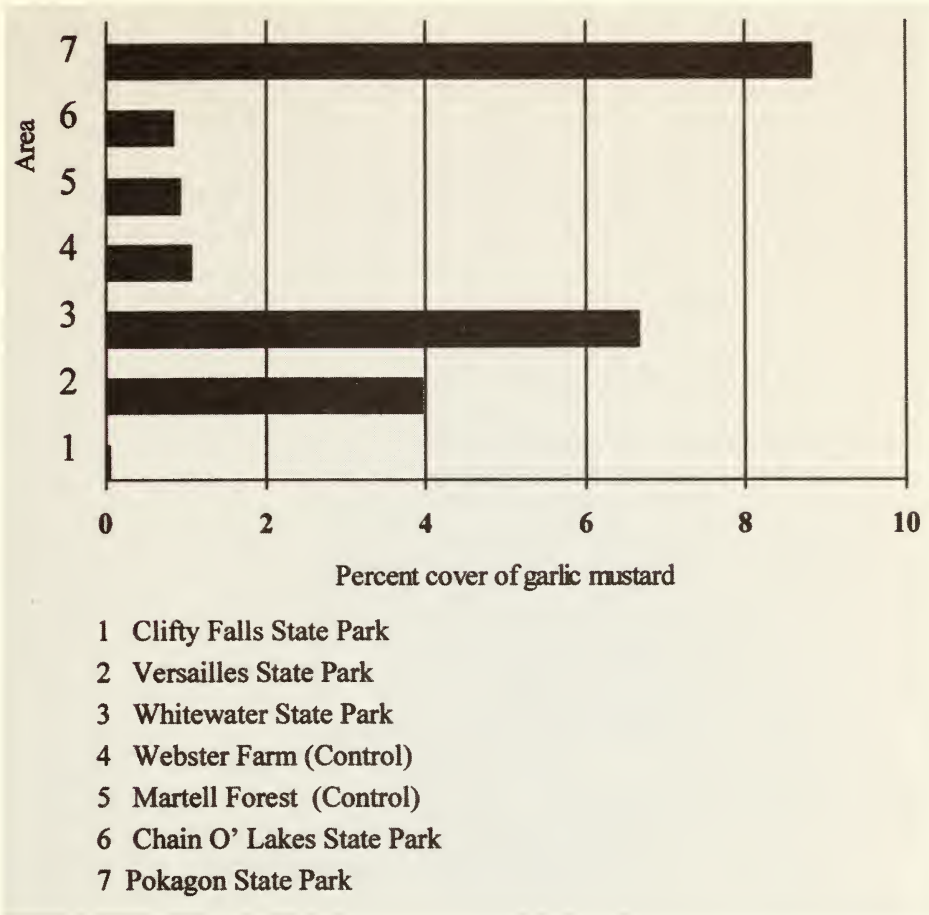 7
6
Area
5
4
3
2
1
0 2 4 6 8 10
Percent cover of garlic mustard
1 Clifty Falls State Park
2 Versailles State Park
3 Whitewater State Park
4 Webster Farm (Control)
5 Martell Forest (Control)
6 Chain O’ Lakes State Park
7 Pokagon State Park